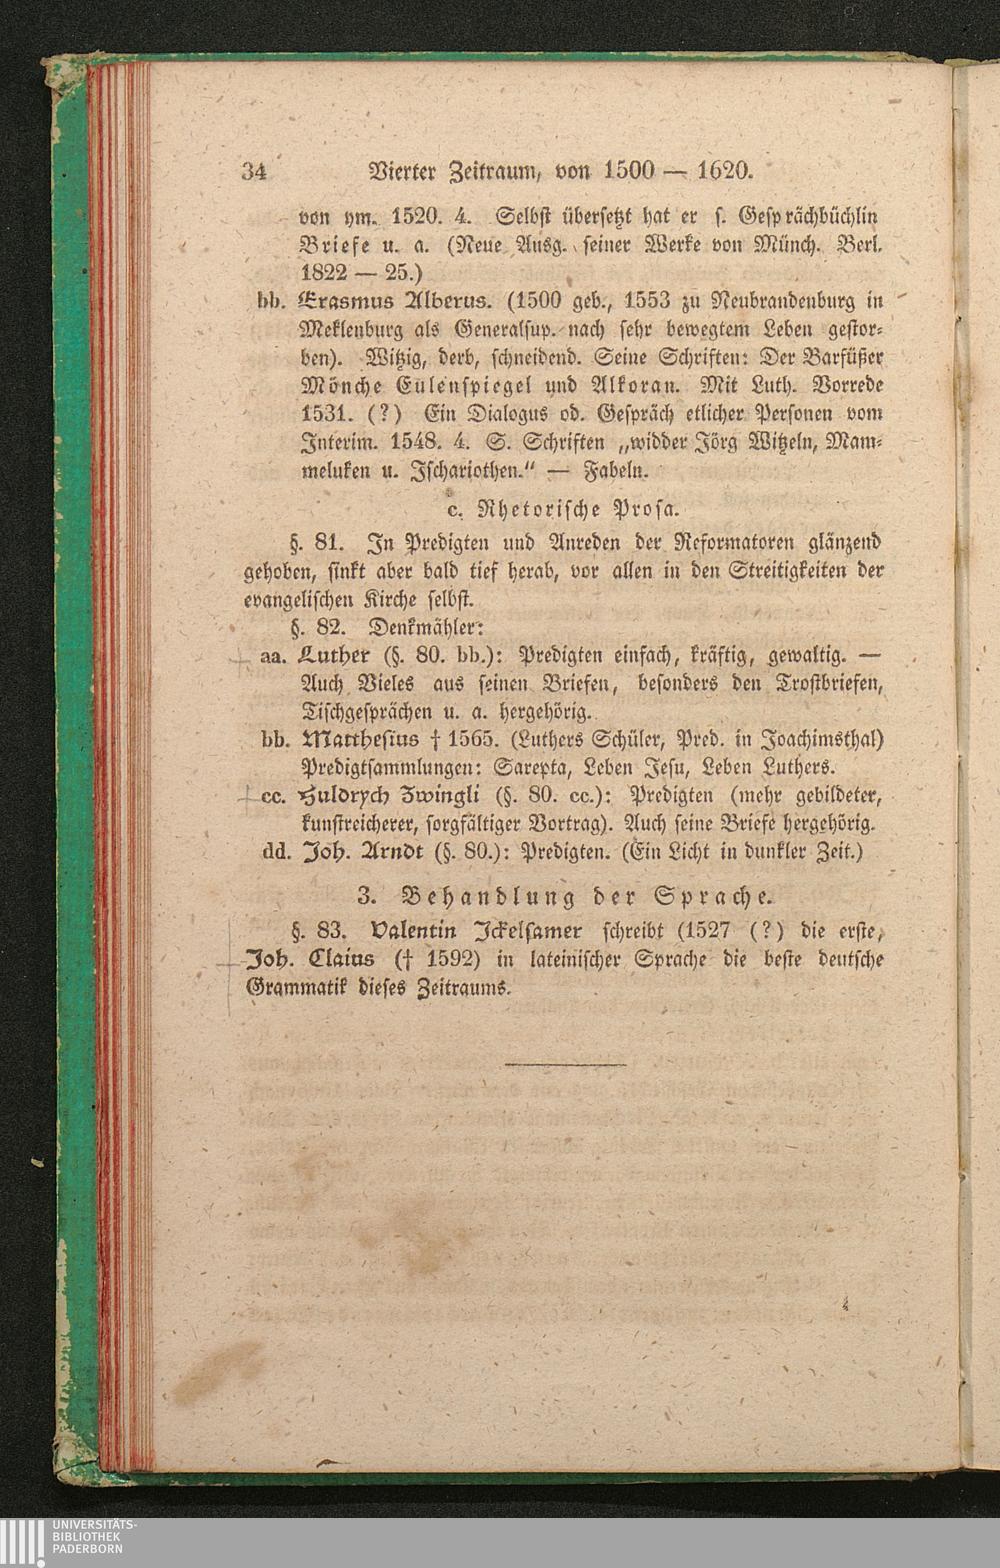 34 Vierter Zeitraum, von 1500 — 1620.
von ym. 1520. 4. Selbst übersetzt hat er s. Gesprächbüchlin
Briefe u. a. (Neue Ausg. seiner Werke von Münch. Berl.
1822 — 25.)
bb. Erasmus Alberus. (1500 geb., 1553 zu Neubrandenburg in
Meklenburg als Generalsup. nach sehr bewegtem Leben gestor-
ben). Witzig, derb, schneidend. Seine Schriften: Der Barfüßer
Mönche Eulenspiegel und Alkoran. Mit Luth. Vorrede
1531. (?) Ein Dialogus od. Gespräch etlicher Personen vom
Interim. 1548. 4. S. Schriften „widder Jörg Witzeln, Mam-
meluken u. Ischariothen." — Fabeln.
c. Rhetorische Prosa.
§. 81. In Predigten und Anreden der Reformatoren glänzend
gehoben, sinkt aber bald tief herab, vor allen in den Streitigkeiten der
evangelischen Kirche selbst.
§. 82. Denkmähler:
aa. Luther (§. 80. bb.): Predigten einfach, kräftig, gewaltig. —
Auch Vieles aus seinen Briefen, besonders den Trostbriefen,
Tischgesprächen u. a. hergehörig.
bb. Matthesius † 1565. (Luthers Schüler, Pred. in Joachimsthal)
Predigtsammlungen: Sarepta, Leben Jesu, Leben Luthers.
cc. Huldrych Zwingli (§. 80. cc.): Predigten (mehr gebildeter,
kunstreicherer, sorgfältiger Vortrag). Auch seine Briefe hergehörig.
dd. Joh. Arndt (§. 80.): Predigten. (Ein Licht in dunkler Zeit.)
3. Behandlung der Sprache.
§. 83. Valentin Ickelsamer schreibt (1527 (?) die erste,
Joh. Claius († 1592) in lateinischer Sprache die beste deutsche
Grammatik dieses Zeitraums.
UNIVERSITÄTS-
BIBLIOTHEK
PADERBORN